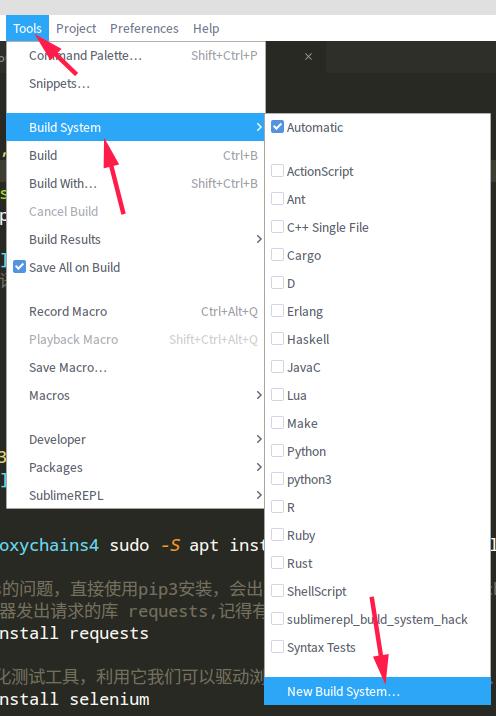 Tools Project Preferences Help
Command Palette… Shift+Ctrl+P
Snippets…
Build System
Build Ctrl+B
Build With… Shift+Ctrl+B
Cancel Build
Build Results
Save All on Build
Record Macro Ctrl+Alt+Q
Playback Macro Shift+Ctrl+Alt+Q
Save Macro…
Macros
Developer
Packages
SublimeREPL
Automatic
ActionScript
Ant
C++ Single File
Cargo
D
Erlang
Haskell
JavaC
Lua
Make
Python
python3
R
Ruby
Rust
ShellScript
sublimerepl_build_system_hack
Syntax Tests
New Build System…
oxychains4 sudo -S apt inst
s的问题，直接使用pip3安装，会出
器发出请求的库 requests,记得有
nstall requests
化测试工具，利用它我们可以驱动浏
nstall selenium